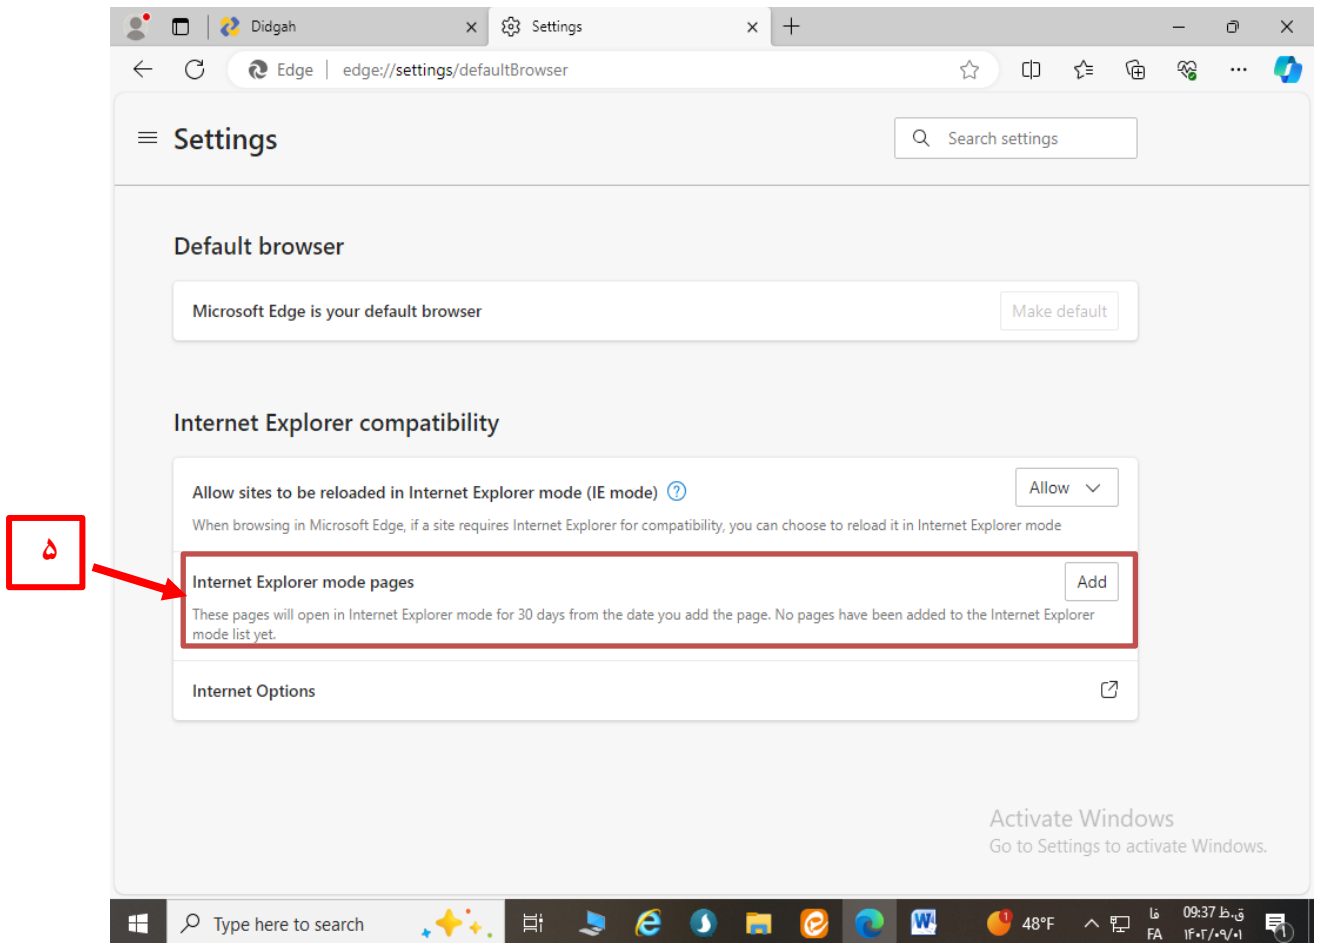 Didgah
Settings
Edge
edge://settings/defaultBrowser
Settings
Search settings
Default browser
Microsoft Edge is your default browser
Make default
Internet Explorer compatibility
Allow sites to be reloaded in Internet Explorer mode (IE mode)
Allow
When browsing in Microsoft Edge, if a site requires Internet Explorer for compatibility, you can choose to reload it in Internet Explorer mode
۵
Internet Explorer mode pages
Add
These pages will open in Internet Explorer mode for 30 days from the date you add the page. No pages have been added to the Internet Explorer
mode list yet.
Internet Options
Activate Windows
Go to Settings to activate Windows.
Type here to search
1
48°F
فا
FA
09:37 ق.ظ
۱۴۰۲/۰۹/۰۱
1